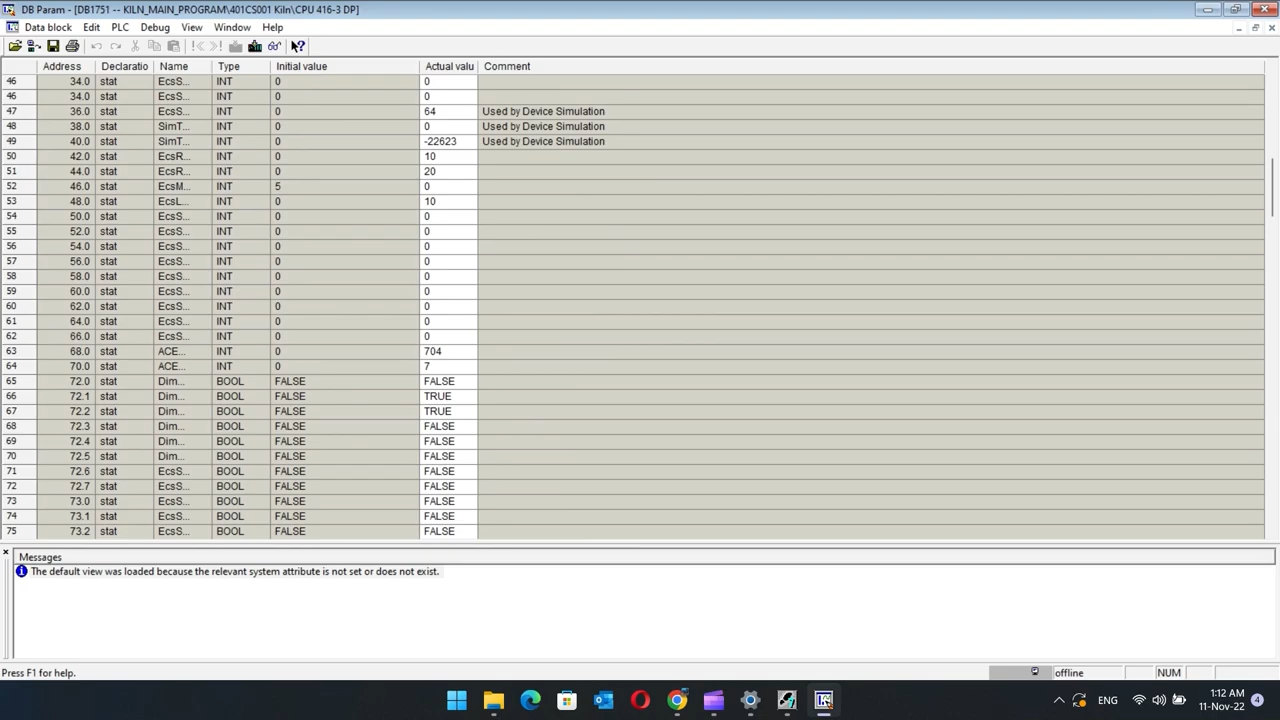 DB Param - [DB1751 -- KILN_MAIN_PROGRAM\401CS001 Kiln\CPU 416-3 DP]
Data block Edit PLC Debug View Window Help
Address Declaratio Name Type Initial value Actual valu Comment
46 34.0 stat EcsS... INT 0 0
46 34.0 stat EcsS... INT 0 0
47 36.0 stat EcsS... INT 0 64 Used by Device Simulation
48 38.0 stat SimT... INT 0 0 Used by Device Simulation
49 40.0 stat SimT... INT 0 -22623 Used by Device Simulation
50 42.0 stat EcsR... INT 0 10
51 44.0 stat EcsR... INT 0 20
52 46.0 stat EcsM... INT 5 0
53 48.0 stat EcsL... INT 0 10
54 50.0 stat EcsS... INT 0 0
55 52.0 stat EcsS... INT 0 0
56 54.0 stat EcsS... INT 0 0
57 56.0 stat EcsS... INT 0 0
58 58.0 stat EcsS... INT 0 0
59 60.0 stat EcsS... INT 0 0
60 62.0 stat EcsS... INT 0 0
61 64.0 stat EcsS... INT 0 0
62 66.0 stat EcsS... INT 0 0
63 68.0 stat ACE... INT 0 704
64 70.0 stat ACE... INT 0 7
65 72.0 stat Dim... BOOL FALSE FALSE
66 72.1 stat Dim... BOOL FALSE TRUE
67 72.2 stat Dim... BOOL FALSE TRUE
68 72.3 stat Dim... BOOL FALSE FALSE
69 72.4 stat Dim... BOOL FALSE FALSE
70 72.5 stat Dim... BOOL FALSE FALSE
71 72.6 stat EcsS... BOOL FALSE FALSE
72 72.7 stat EcsS... BOOL FALSE FALSE
73 73.0 stat EcsS... BOOL FALSE FALSE
74 73.1 stat EcsS... BOOL FALSE FALSE
75 73.2 stat EcsS... BOOL FALSE FALSE
Messages
The default view was loaded because the relevant system attribute is not set or does not exist.
Press F1 for help. offline NUM
ENG 1:12 AM
11-Nov-22 4